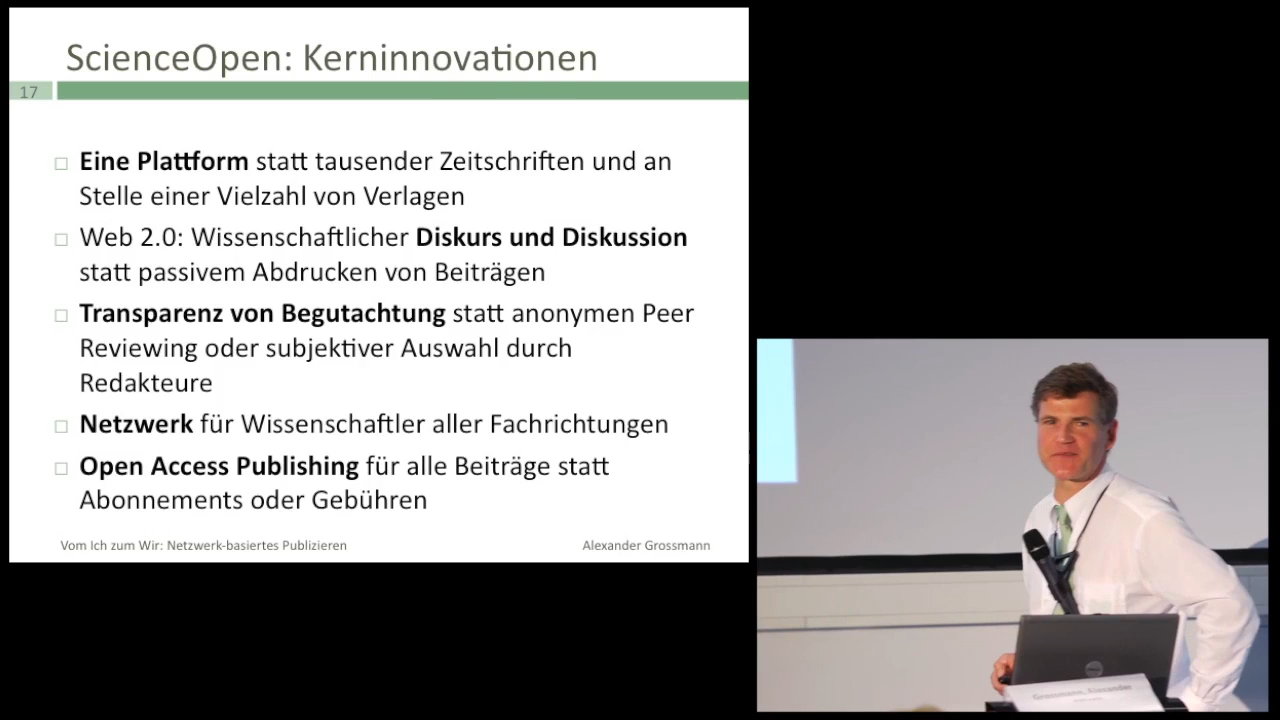 ScienceOpen: Kerninnovationen
17
Eine Plattform statt tausender Zeitschriften und an
Stelle einer Vielzahl von Verlagen
Web 2.0: Wissenschaftlicher Diskurs und Diskussion
statt passivem Abdrucken von Beiträgen
Transparenz von Begutachtung statt anonymen Peer
Reviewing oder subjektiver Auswahl durch
Redakteure
Netzwerk für Wissenschaftler aller Fachrichtungen
Open Access Publishing für alle Beiträge statt
Abonnements oder Gebühren
Vom Ich zum Wir: Netzwerk-basiertes Publizieren
Alexander Grossmann
Grossmann, Alexander